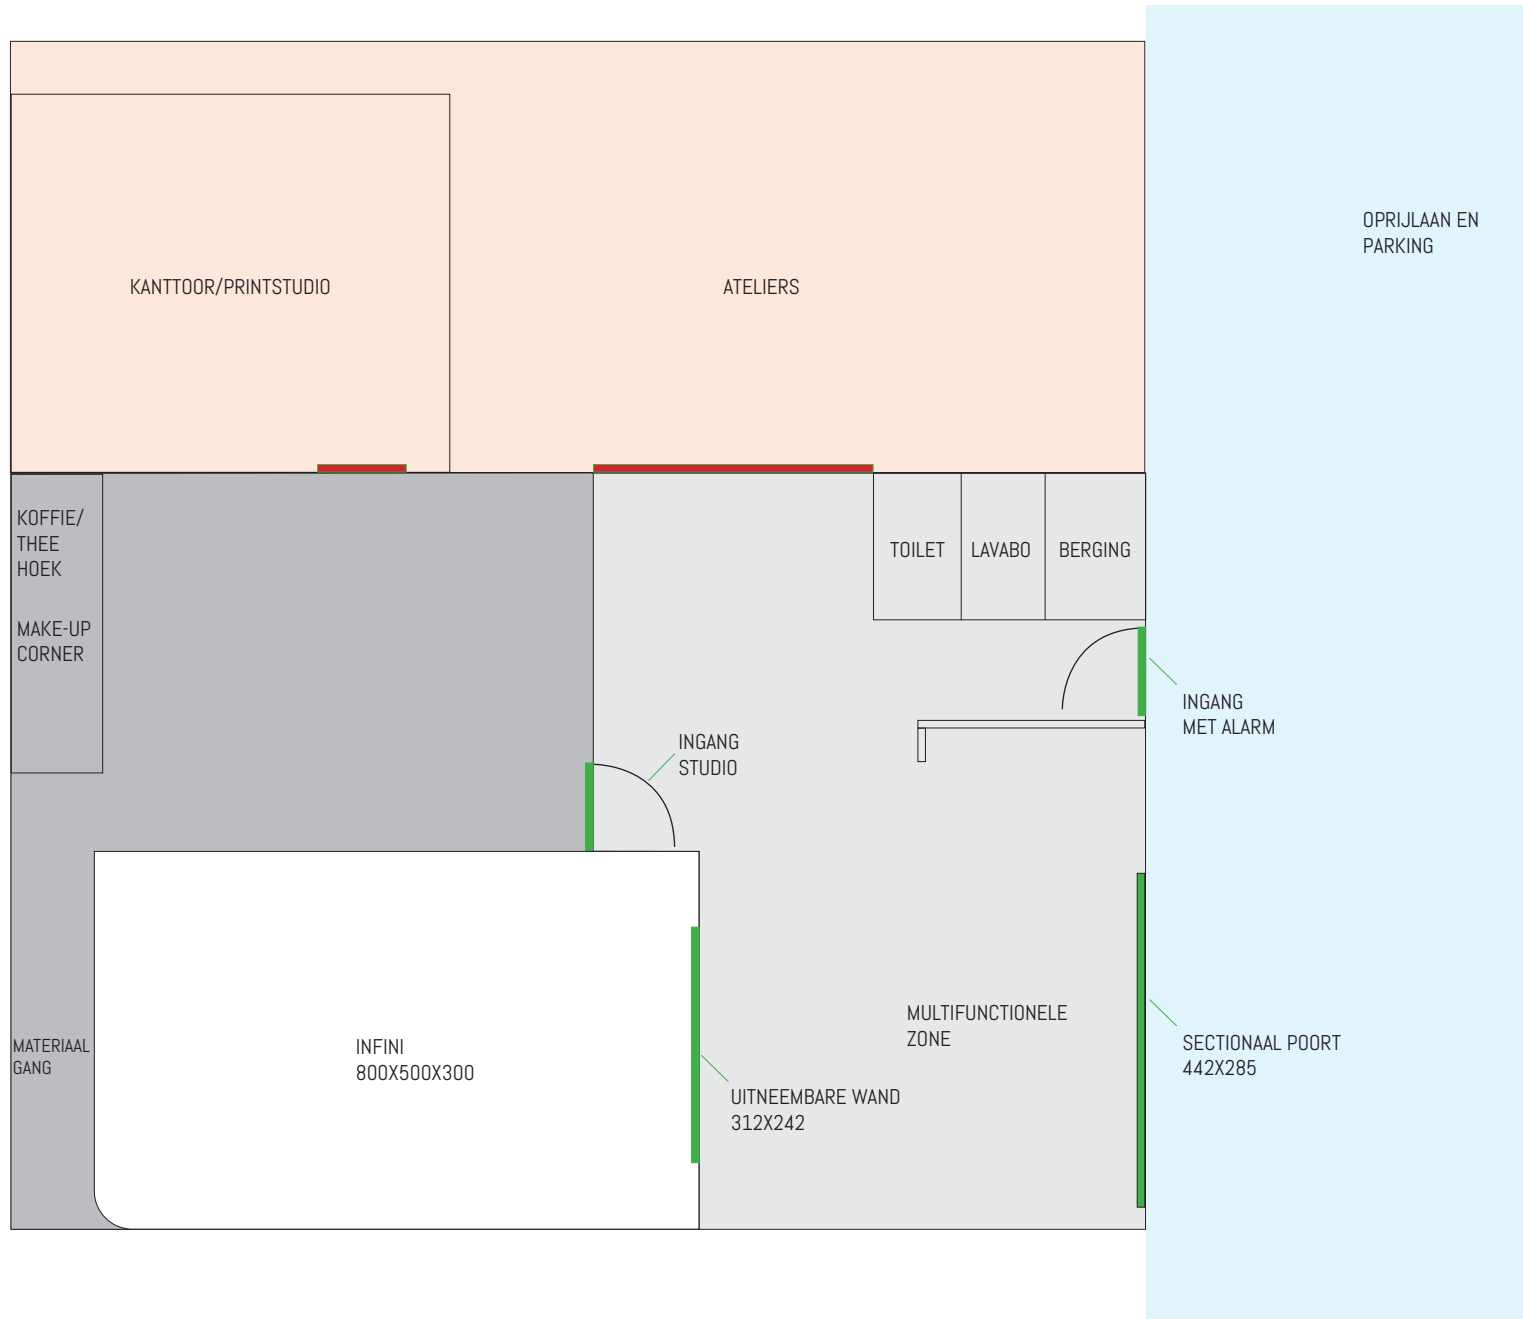 OPRIJLAAN EN
PARKING
KANTTOOR/PRINTSTUDIO
ATELIERS
KOFFIE/
THEE
HOEK
MAKE-UP
CORNER
TOILET
LAVABO
BERGING
INGANG
MET ALARM
INGANG
STUDIO
MATERIAAL
GANG
INFINI
800X500X300
MULTIFUNCTIONELE
ZONE
SECTIONAAL POORT
442X285
UITNEEMBARE WAND
312X242